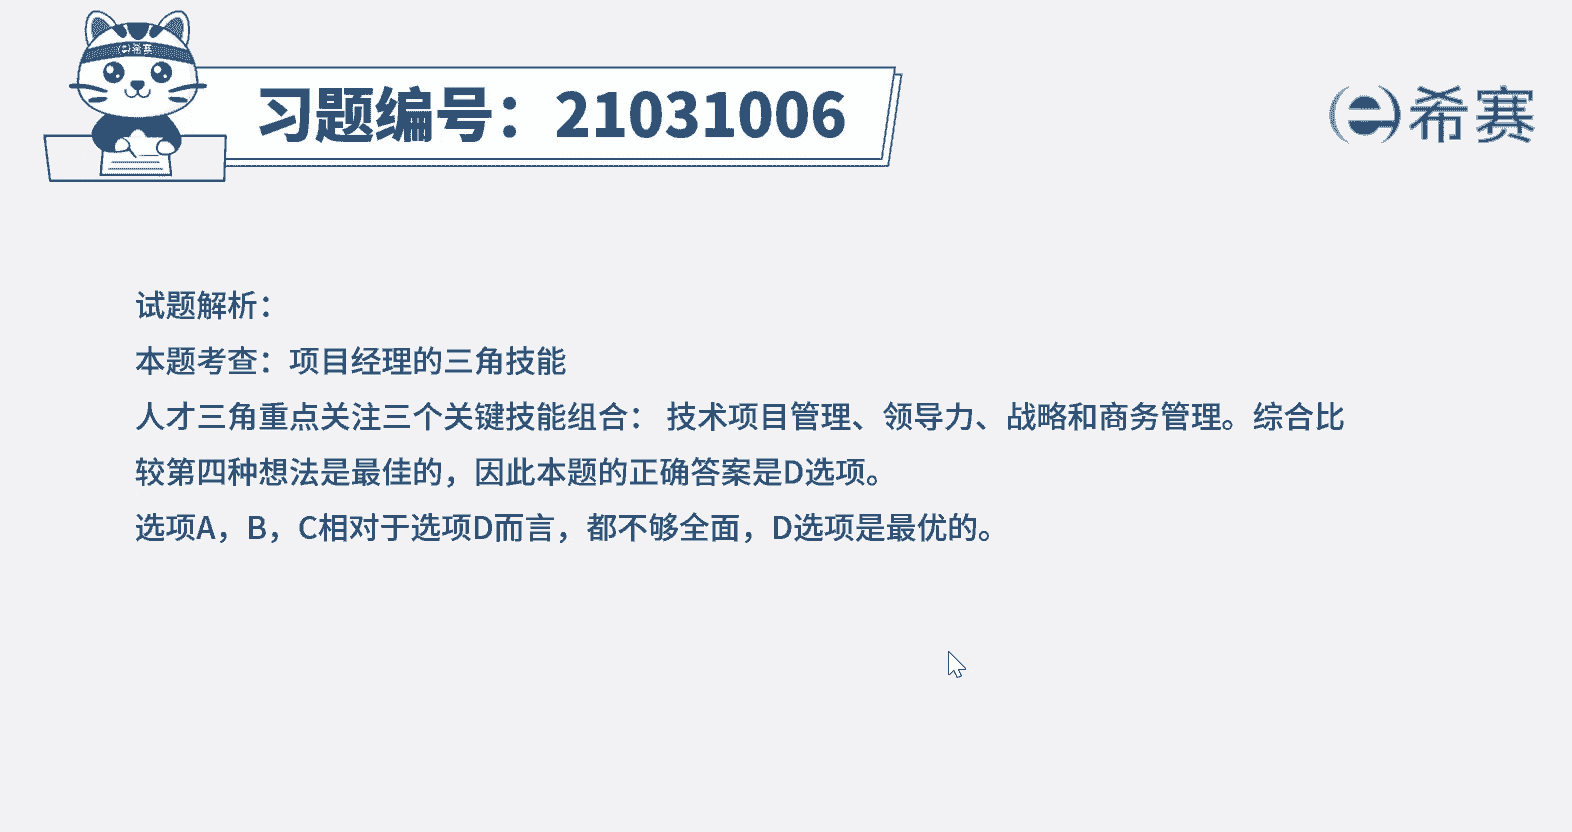 希赛
习题编号：21031006
希赛
试题解析：
本题考查：项目经理的三角技能
人才三角重点关注三个关键技能组合： 技术项目管理、领导力、战略和商务管理。综合比
较第四种想法是最佳的，因此本题的正确答案是D选项。
选项A，B，C相对于选项D而言，都不够全面，D选项是最优的。